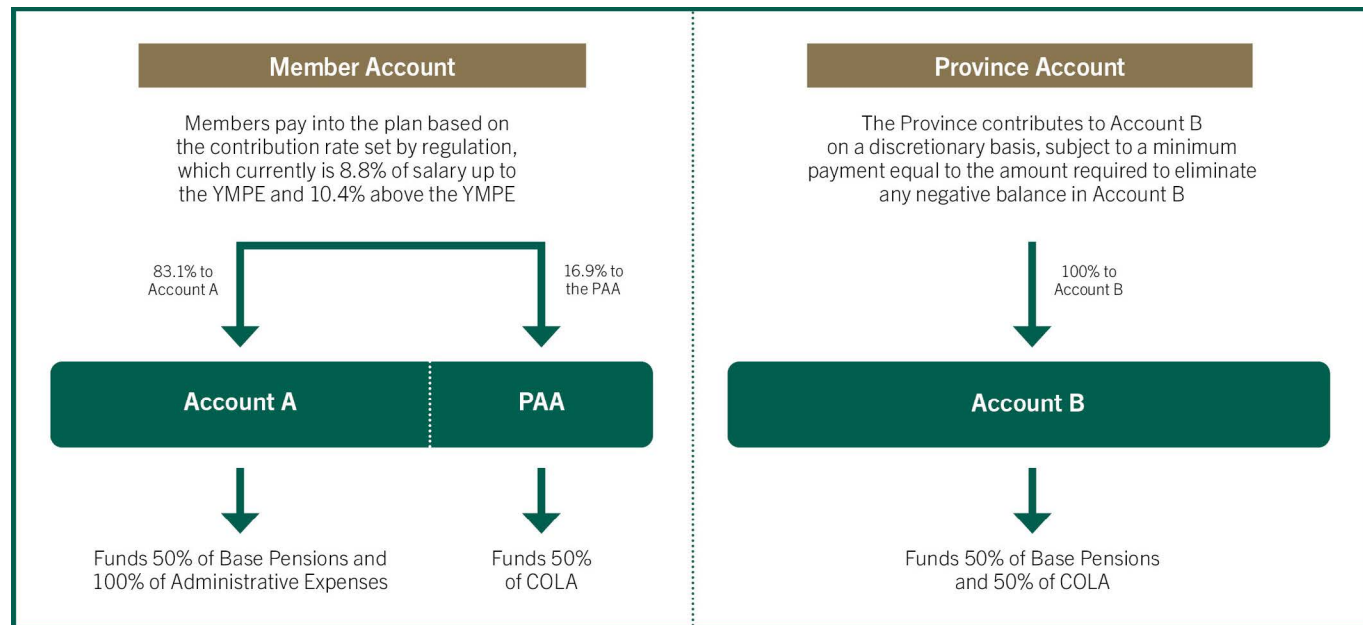 Member Account
Members pay into the plan based on
the contribution rate set by regulation,
which currently is 8.8% of salary up to
the YMPE and 10.4% above the YMPE
83.1% to
Account A
16.9% to
the PAA
Account A
PAA
Funds 50% of Base Pensions and
100% of Administrative Expenses
Funds 50%
of COLA
Province Account
The Province contributes to Account B
on a discretionary basis, subject to a minimum
payment equal to the amount required to eliminate
any negative balance in Account B
100% to
Account B
Account B
Funds 50% of Base Pensions
and 50% of COLA